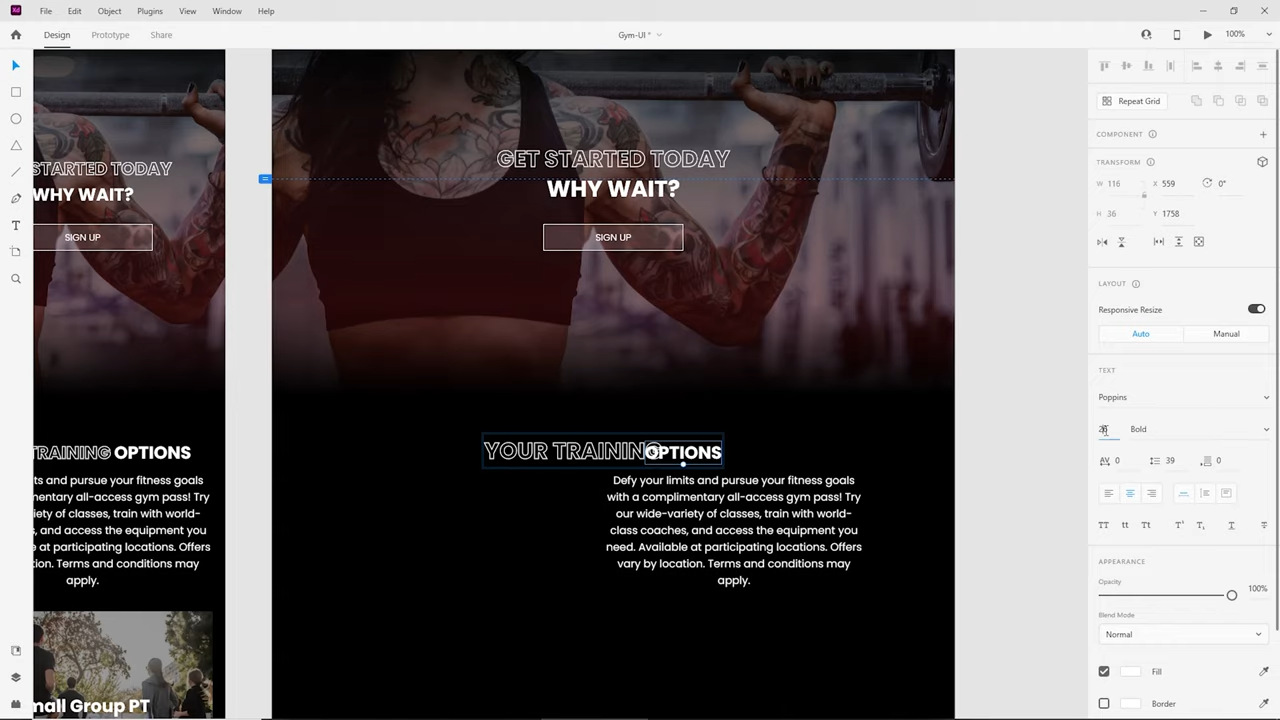 Xd File Edit Object Plugins View Window Help
Design Prototype Share
Gym-UI *
100%
Repeat Grid
COMPONENT
TRANSFORM
W 116 X 559 0°
H 36 Y 1758
LAYOUT
Responsive Resize
Auto Manual
TEXT
Poppins
Bold
AV 0 39 0
TT tt Tt T¹ T₁ T T
APPEARANCE
Opacity
100%
Blend Mode
Normal
Fill
Border
STARTED TODAY
WHY WAIT?
SIGN UP
TRAINING OPTIONS
ts and pursue your fitness goals
mentary all-access gym pass! Try
iety of classes, train with world-
s, and access the equipment you
e at participating locations. Offers
tion. Terms and conditions may
apply.
mall Group PT
GET STARTED TODAY
WHY WAIT?
SIGN UP
YOUR TRAINING OPTIONS
Defy your limits and pursue your fitness goals
with a complimentary all-access gym pass! Try
our wide-variety of classes, train with world-
class coaches, and access the equipment you
need. Available at participating locations. Offers
vary by location. Terms and conditions may
apply.